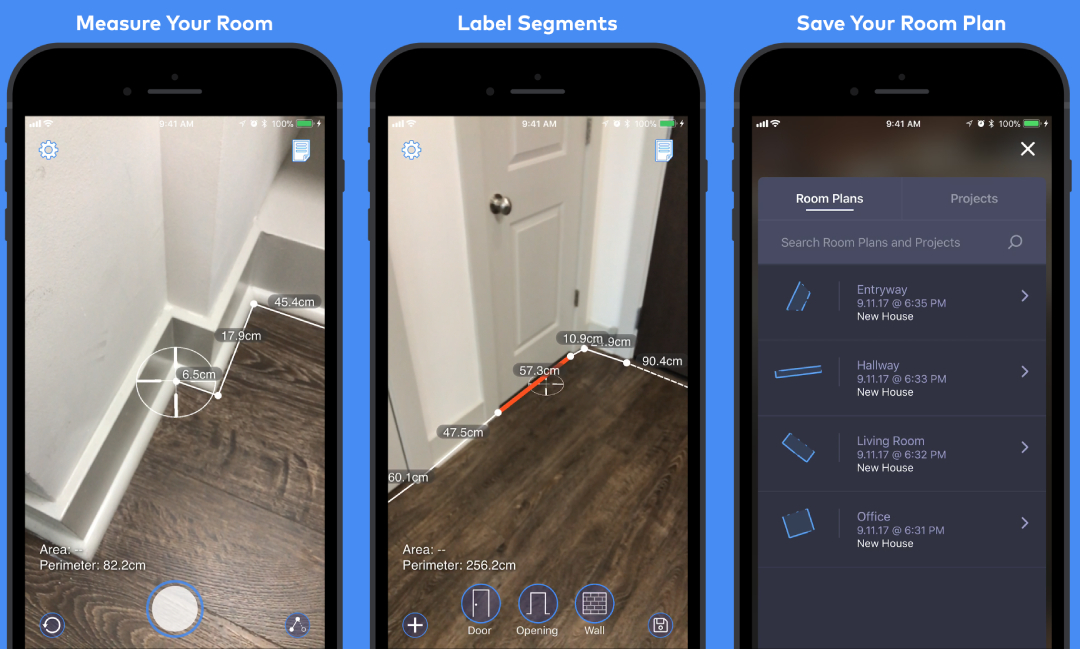 Measure Your Room
9:41 AM
100%
45.4cm
17.9cm
6.5cm
Area: --
Perimeter: 82.2cm
Label Segments
9:41 AM
100%
10.9cm
57.3cm
90.4cm
47.5cm
60.1cm
Area: --
Perimeter: 256.2cm
Door
Opening
Wall
Save Your Room Plan
9:41 AM
100%
Room Plans
Projects
Search Room Plans and Projects
Entryway
9.11.17 @ 6:35 PM
New House
Hallway
9.11.17 @ 6:33 PM
New House
Living Room
9.11.17 @ 6:32 PM
New House
Office
9.11.17 @ 6:31 PM
New House